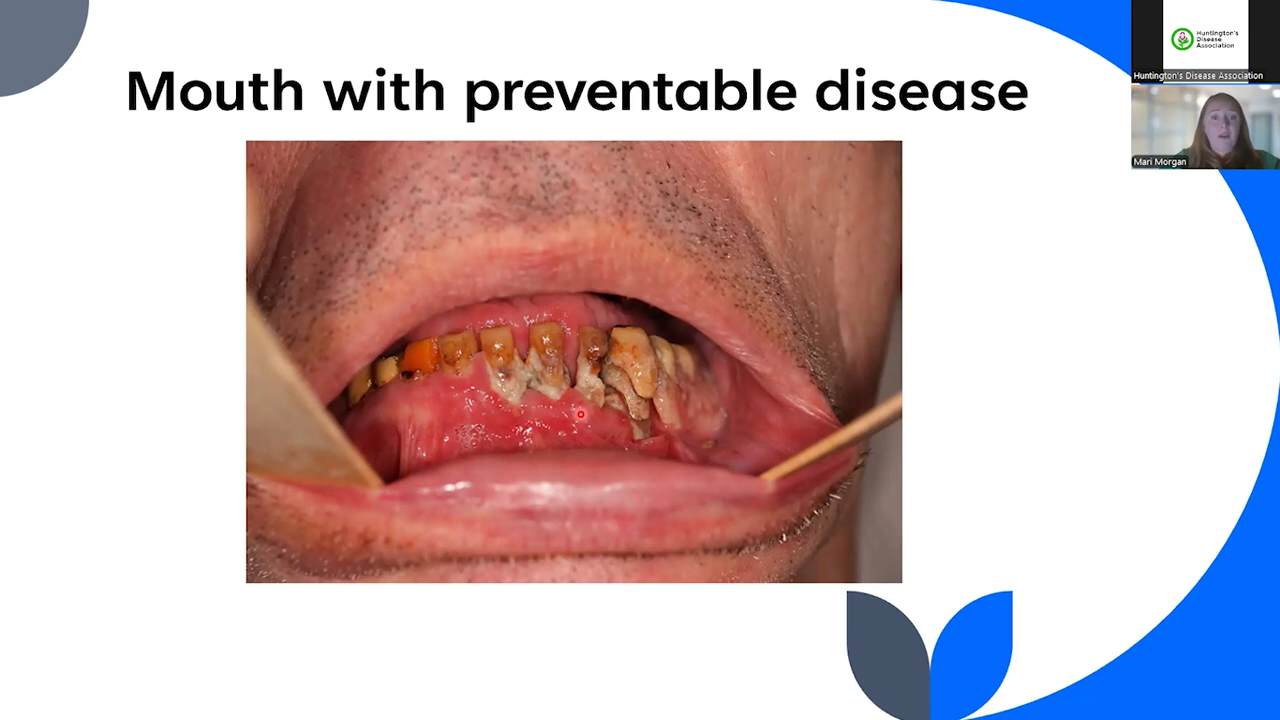 Mouth with preventable disease
Huntington's
Disease
Association
Huntington's Disease Association
Mari Morgan